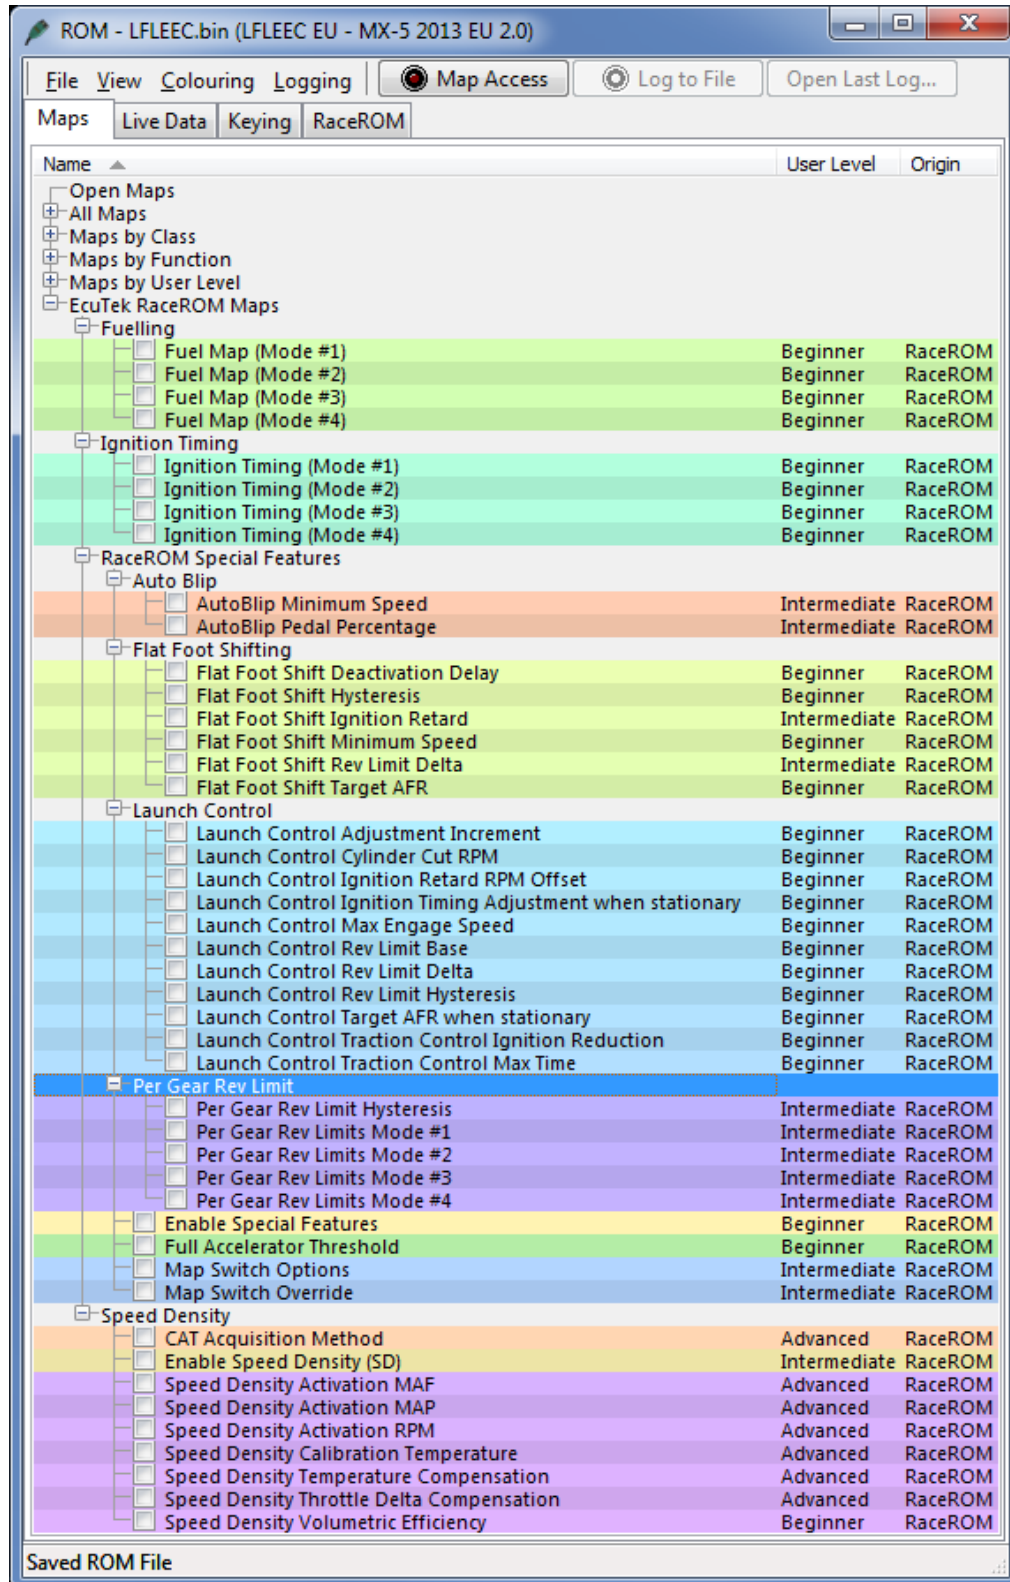 ROM - LFLEEC.bin (LFLEEC EU - MX-5 2013 EU 2.0)
File View Colouring Logging Map Access Log to File Open Last Log...
Maps Live Data Keying RaceROM
Name User Level Origin
Open Maps
All Maps
Maps by Class
Maps by Function
Maps by User Level
EcuTek RaceROM Maps
Fuelling
Fuel Map (Mode #1) Beginner RaceROM
Fuel Map (Mode #2) Beginner RaceROM
Fuel Map (Mode #3) Beginner RaceROM
Fuel Map (Mode #4) Beginner RaceROM
Ignition Timing
Ignition Timing (Mode #1) Beginner RaceROM
Ignition Timing (Mode #2) Beginner RaceROM
Ignition Timing (Mode #3) Beginner RaceROM
Ignition Timing (Mode #4) Beginner RaceROM
RaceROM Special Features
Auto Blip
AutoBlip Minimum Speed Intermediate RaceROM
AutoBlip Pedal Percentage Intermediate RaceROM
Flat Foot Shifting
Flat Foot Shift Deactivation Delay Beginner RaceROM
Flat Foot Shift Hysteresis Beginner RaceROM
Flat Foot Shift Ignition Retard Intermediate RaceROM
Flat Foot Shift Minimum Speed Beginner RaceROM
Flat Foot Shift Rev Limit Delta Intermediate RaceROM
Flat Foot Shift Target AFR Beginner RaceROM
Launch Control
Launch Control Adjustment Increment Beginner RaceROM
Launch Control Cylinder Cut RPM Beginner RaceROM
Launch Control Ignition Retard RPM Offset Beginner RaceROM
Launch Control Ignition Timing Adjustment when stationary Beginner RaceROM
Launch Control Max Engage Speed Beginner RaceROM
Launch Control Rev Limit Base Beginner RaceROM
Launch Control Rev Limit Delta Beginner RaceROM
Launch Control Rev Limit Hysteresis Beginner RaceROM
Launch Control Target AFR when stationary Beginner RaceROM
Launch Control Traction Control Ignition Reduction Beginner RaceROM
Launch Control Traction Control Max Time Beginner RaceROM
Per Gear Rev Limit
Per Gear Rev Limit Hysteresis Intermediate RaceROM
Per Gear Rev Limits Mode #1 Intermediate RaceROM
Per Gear Rev Limits Mode #2 Intermediate RaceROM
Per Gear Rev Limits Mode #3 Intermediate RaceROM
Per Gear Rev Limits Mode #4 Intermediate RaceROM
Enable Special Features Beginner RaceROM
Full Accelerator Threshold Beginner RaceROM
Map Switch Options Intermediate RaceROM
Map Switch Override Intermediate RaceROM
Speed Density
CAT Acquisition Method Advanced RaceROM
Enable Speed Density (SD) Intermediate RaceROM
Speed Density Activation MAF Advanced RaceROM
Speed Density Activation MAP Advanced RaceROM
Speed Density Activation RPM Advanced RaceROM
Speed Density Calibration Temperature Advanced RaceROM
Speed Density Temperature Compensation Advanced RaceROM
Speed Density Throttle Delta Compensation Advanced RaceROM
Speed Density Volumetric Efficiency Beginner RaceROM
Saved ROM File